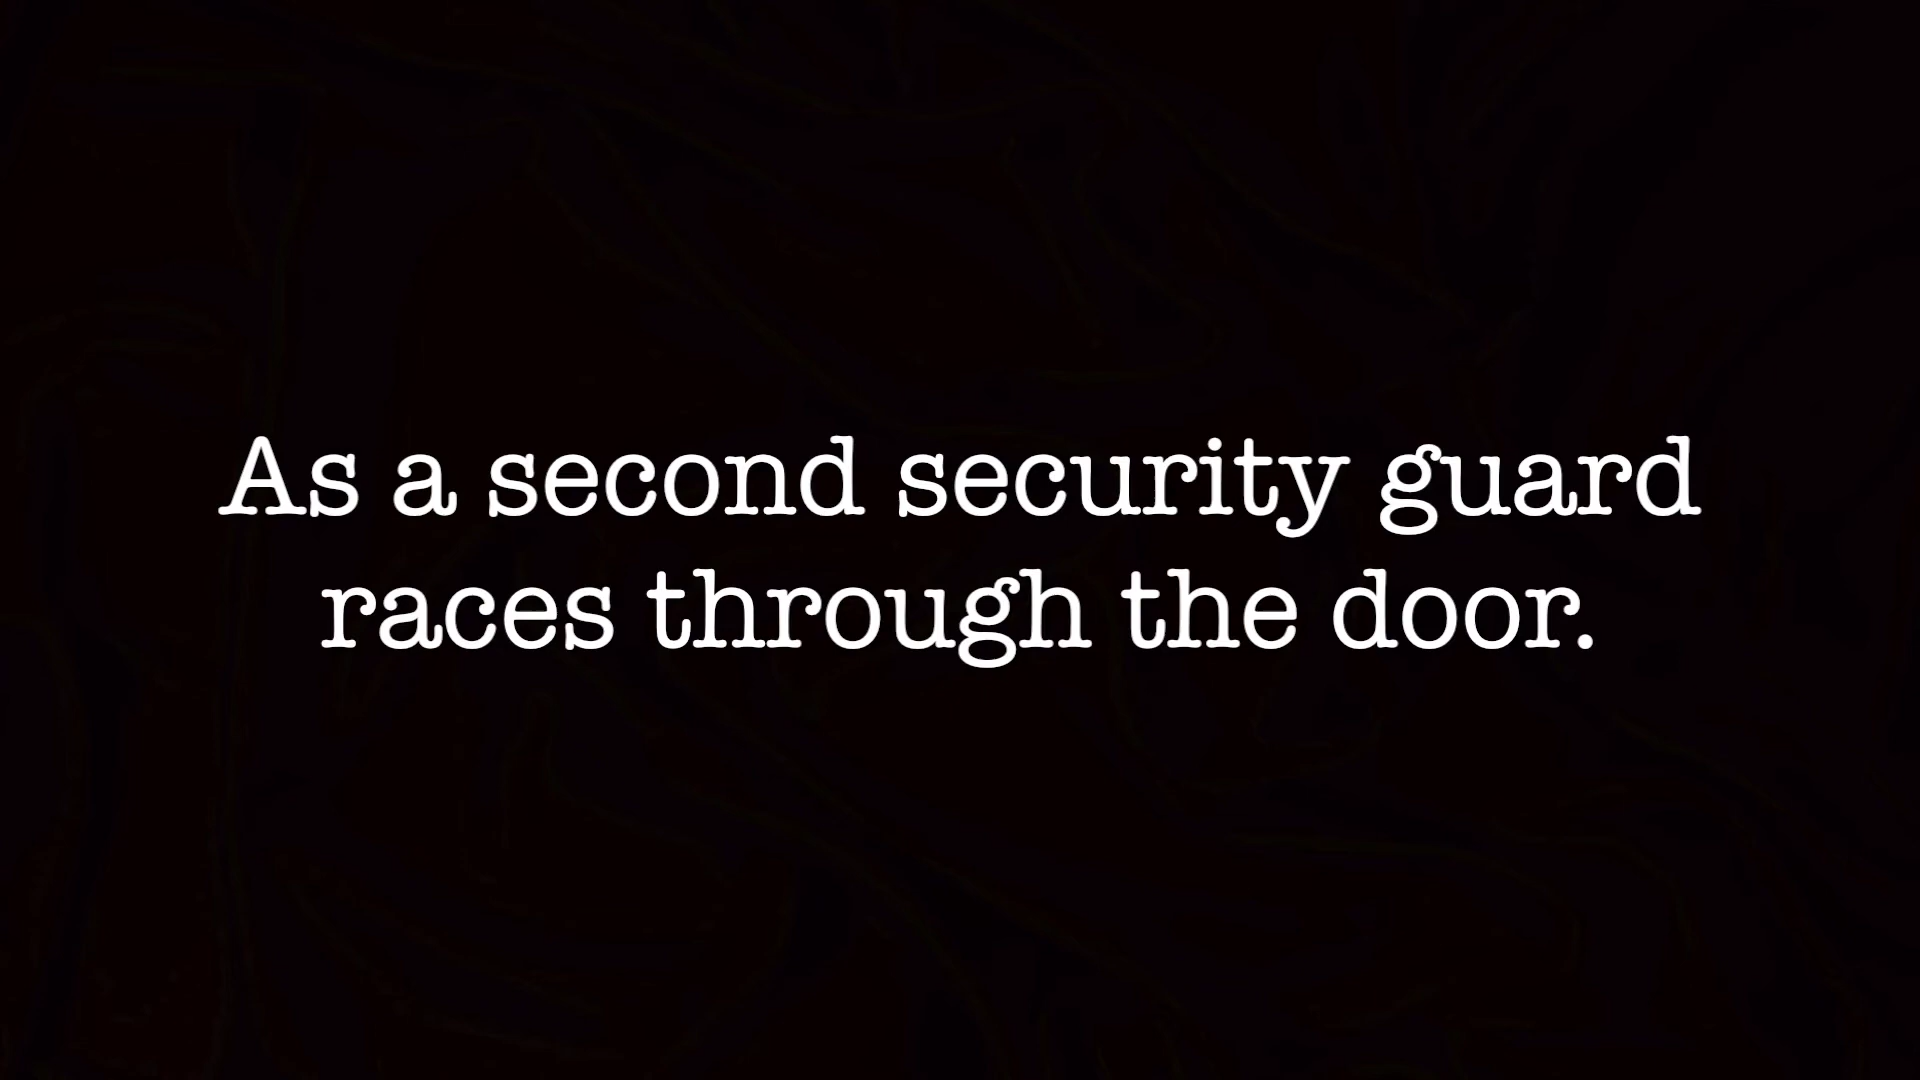 As a second security guard
races through the door.